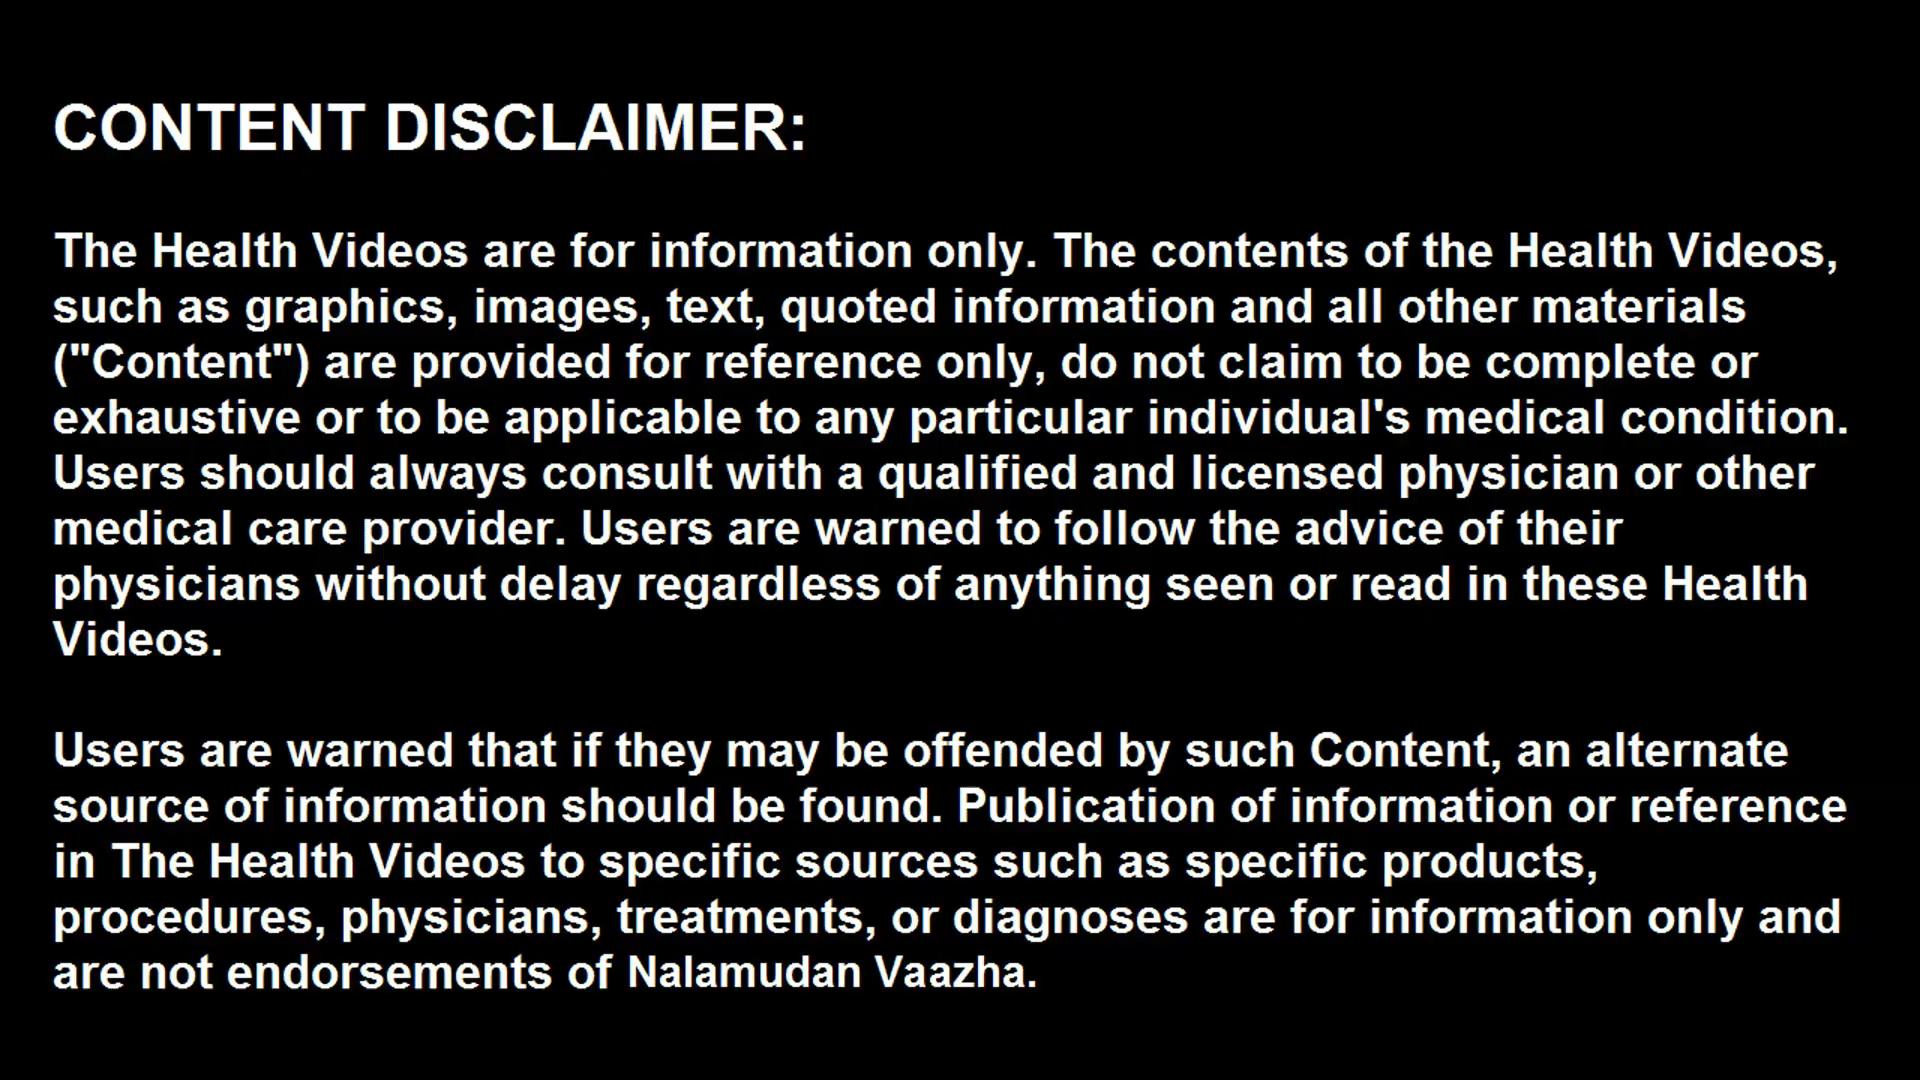 CONTENT DISCLAIMER:
The Health Videos are for information only. The contents of the Health Videos,
such as graphics, images, text, quoted information and all other materials
("Content") are provided for reference only, do not claim to be complete or
exhaustive or to be applicable to any particular individual's medical condition.
Users should always consult with a qualified and licensed physician or other
medical care provider. Users are warned to follow the advice of their
physicians without delay regardless of anything seen or read in these Health
Videos.
Users are warned that if they may be offended by such Content, an alternate
source of information should be found. Publication of information or reference
in The Health Videos to specific sources such as specific products,
procedures, physicians, treatments, or diagnoses are for information only and
are not endorsements of Nalamudan Vaazha.